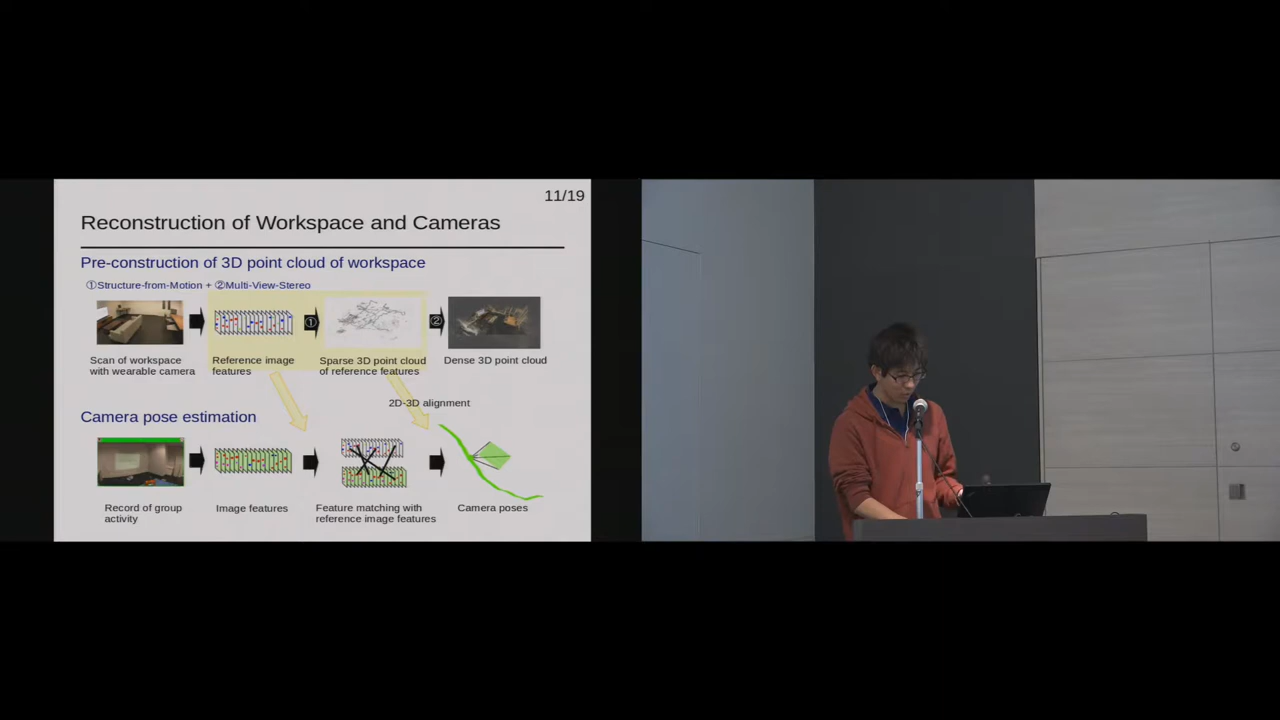 11/19
Reconstruction of Workspace and Cameras
Pre-construction of 3D point cloud of workspace
①Structure-from-Motion + ②Multi-View-Stereo
①
②
Scan of workspace
with wearable camera
Reference image
features
Sparse 3D point cloud
of reference features
Dense 3D point cloud
2D-3D alignment
Camera pose estimation
Record of group
activity
Image features
Feature matching with
reference image features
Camera poses